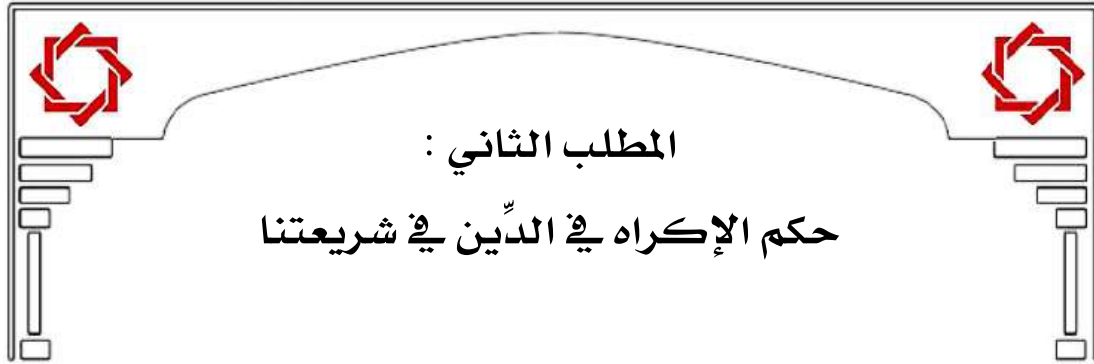 المطلب الثاني :
حكم الإكراه في الدِّين في شريعتنا